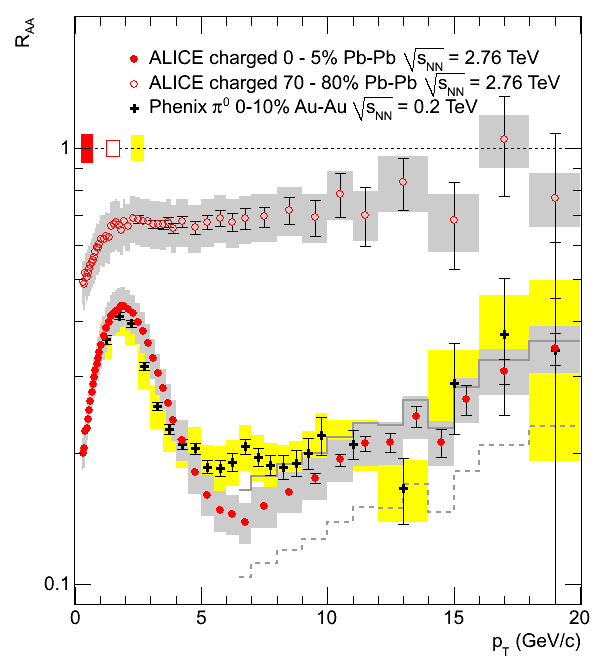 R_AA
ALICE charged 0 - 5% Pb-Pb √s_NN = 2.76 TeV
ALICE charged 70 - 80% Pb-Pb √s_NN = 2.76 TeV
Phenix π⁰ 0-10% Au-Au √s_NN = 0.2 TeV
1
0.1
0 5 10 15 20
p_T (GeV/c)